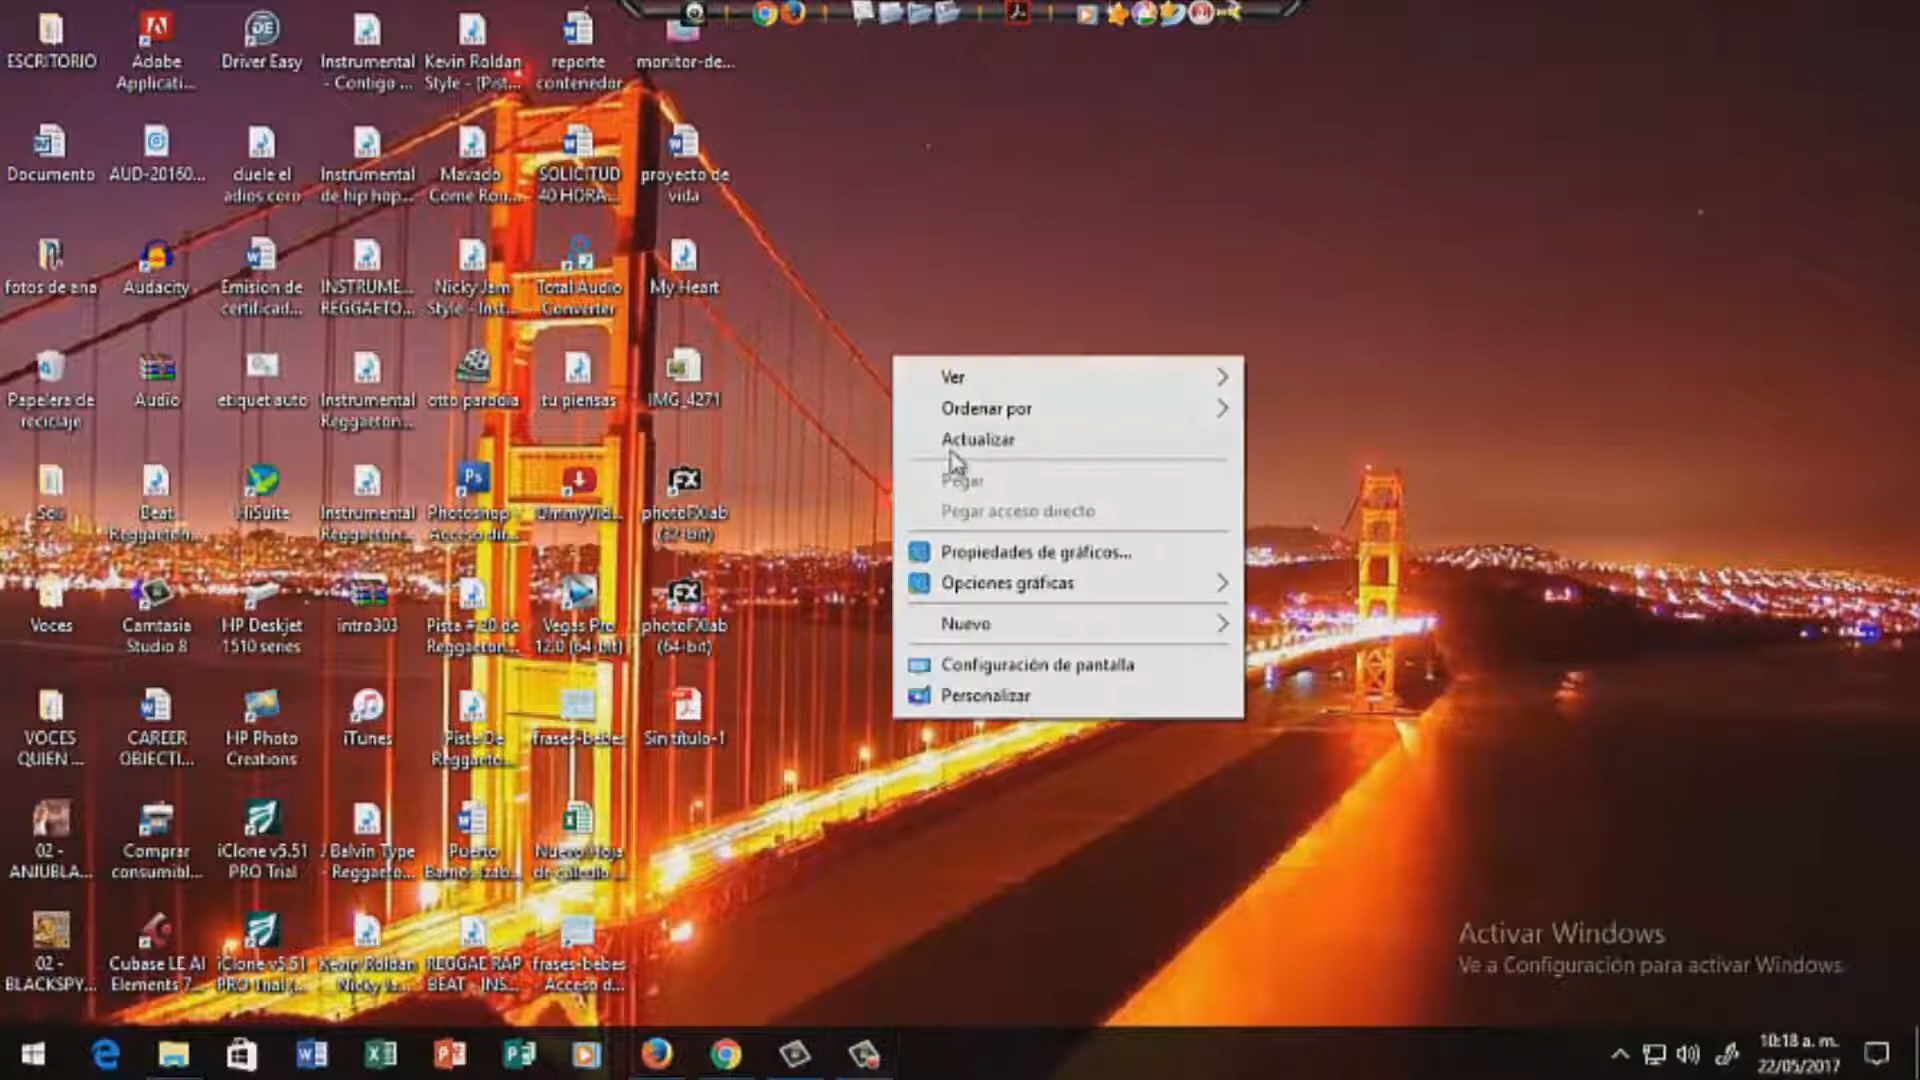 ESCRITORIO
Adobe
Applicati...
Driver Easy
Instrumental
- Contigo ...
Kevin Roldan
Style - (Pist...
reporte
contenedor
monitor-de...
Documento
AUD-20160...
duele el
adios coro
Instrumental
de hip hop...
Mavado
Come Rou...
SOLICITUD
40 HORA...
proyecto de
vida
fotos de ana
Audacity
Emision de
certificad...
INSTRUME...
REGGAETO...
Nicky Jam
Style - Inst...
Total Audio
Converter
My Heart
Papelera de
reciclaje
Audio
etiquet auto
Instrumental
Reggaeton...
otto parodia
tu piensas
IMG_4271
Beat
Reggaeton...
HiSuite
Instrumental
Reggaeton...
Photoshop -
Acceso dir...
photoFXlab
(32-bit)
Voces
Camtasia
Studio 8
HP Deskjet
1510 series
intro303
Pista # 20 de
Reggaeton...
Vegas Pro
12.0 (64-bit)
photoFXlab
(64-bit)
VOCES
QUIEN ...
CAREER
OBJECTI...
HP Photo
Creations
iTunes
Pista De
Reggaeto...
frases-bebes
Sin título-1
02 -
ANUBLA...
Comprar
consumibl...
iClone v5.51
PRO Trial
J Balvin Type
- Reggaeto...
Puerto
Barrios Izab...
Nuevo Hoja
de cálculo ...
02 -
BLACKSPY...
Cubase LE AI
Elements 7...
iClone v5.51
PRO Trial (...
Kevin Roldan
Nicky Ja...
REGGAE RAP
BEAT - INS...
frases-bebes
- Acceso d...
Ver
Ordenar por
Actualizar
Pegar
Pegar acceso directo
Propiedades de gráficos...
Opciones gráficas
Nuevo
Configuración de pantalla
Personalizar
Activar Windows
Ve a Configuración para activar Windows.
10:18 a. m.
22/05/2017